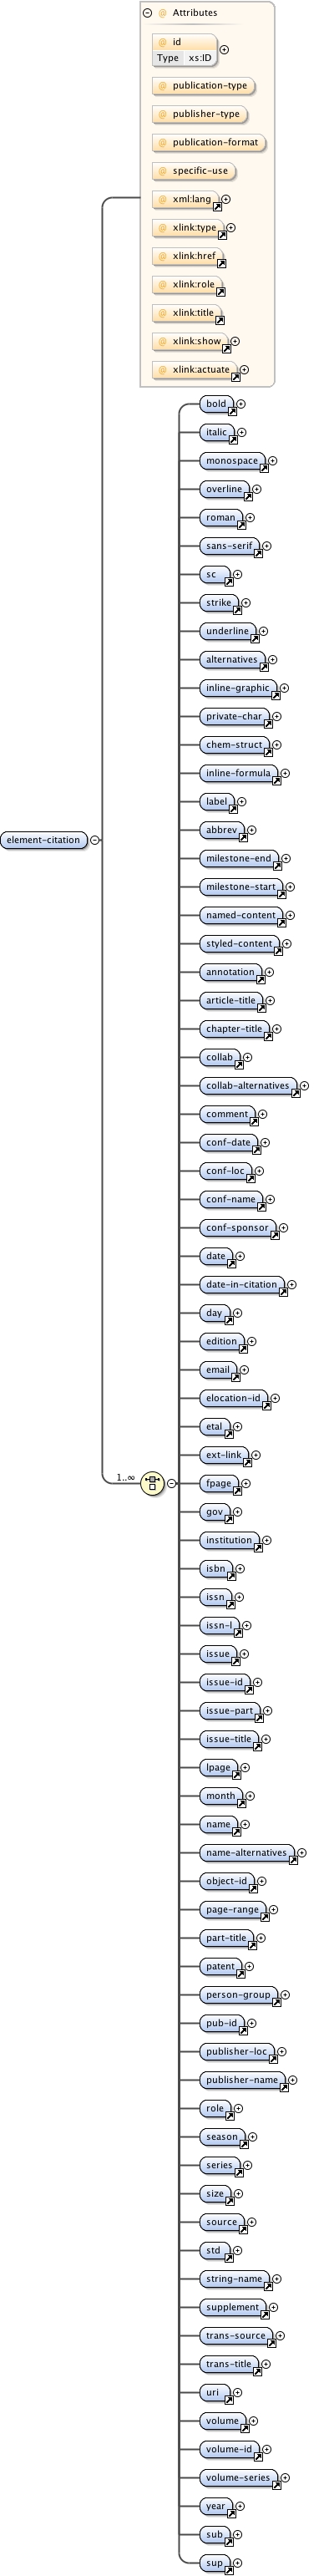 Attributes
@ id
Type xs:ID
@ publication-type
@ publisher-type
@ publication-format
@ specific-use
@ xml:lang
@ xlink:type
@ xlink:href
@ xlink:role
@ xlink:title
@ xlink:show
@ xlink:actuate
bold
italic
monospace
overline
roman
sans-serif
sc
strike
underline
alternatives
inline-graphic
private-char
chem-struct
inline-formula
label
element-citation
abbrev
milestone-end
milestone-start
named-content
styled-content
annotation
article-title
chapter-title
collab
collab-alternatives
comment
conf-date
conf-loc
conf-name
conf-sponsor
date
date-in-citation
day
edition
email
elocation-id
etal
ext-link
1..∞
fpage
gov
institution
isbn
issn
issn-l
issue
issue-id
issue-part
issue-title
lpage
month
name
name-alternatives
object-id
page-range
part-title
patent
person-group
pub-id
publisher-loc
publisher-name
role
season
series
size
source
std
string-name
supplement
trans-source
trans-title
uri
volume
volume-id
volume-series
year
sub
sup